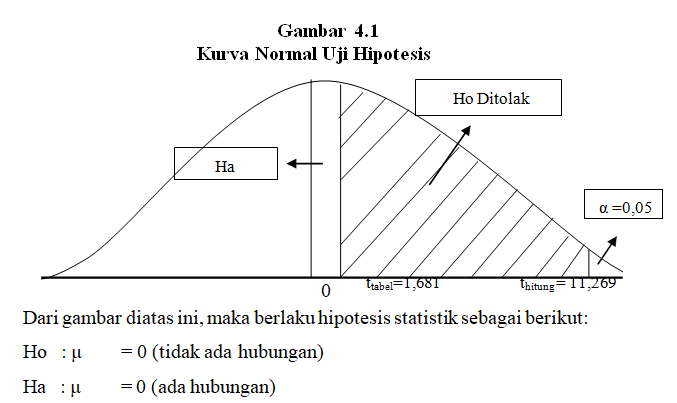 Gambar 4.1
Kurva Normal Uji Hipotesis
Ho Ditolak
Ha
α =0,05
0
ttabel=1,681
thitung = 11,269
Dari gambar diatas ini, maka berlaku hipotesis statistik sebagai berikut:
Ho : μ = 0 (tidak ada hubungan)
Ha : μ = 0 (ada hubungan)